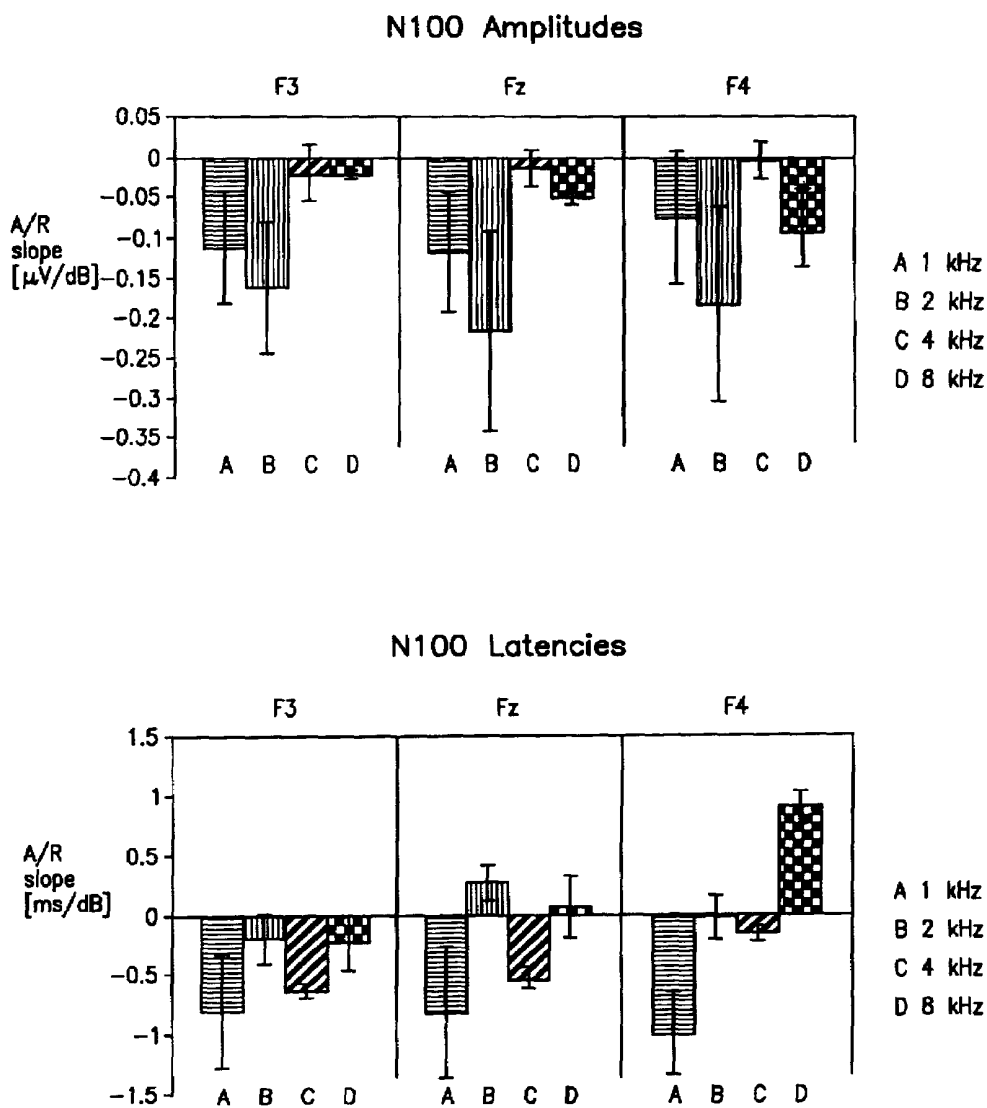 N100 Amplitudes
F3 Fz F4
0.05
0
-0.05
-0.1
-0.15
-0.2
-0.25
-0.3
-0.35
-0.4
A/R
slope
[μV/dB]
A B C D A B C D A B C D
A 1 kHz
B 2 kHz
C 4 kHz
D 8 kHz
N100 Latencies
F3 Fz F4
1.5
1
0.5
0
-0.5
-1
-1.5
A/R
slope
[ms/dB]
A B C D A B C D A B C D
A 1 kHz
B 2 kHz
C 4 kHz
D 8 kHz